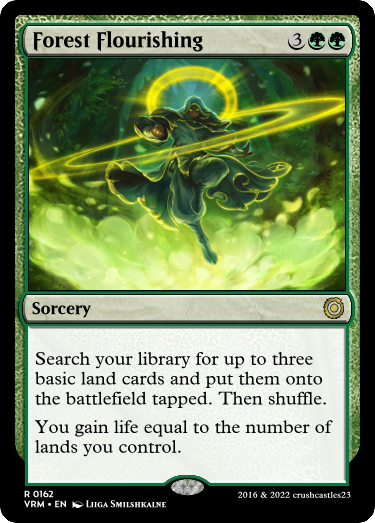 Forest Flourishing 3
Sorcery
Search your library for up to three
basic land cards and put them onto
the battlefield tapped. Then shuffle.
You gain life equal to the number of
lands you control.
R 0162
VRM • EN Liiga Smilshkalne
2016 & 2022 crushcastles23